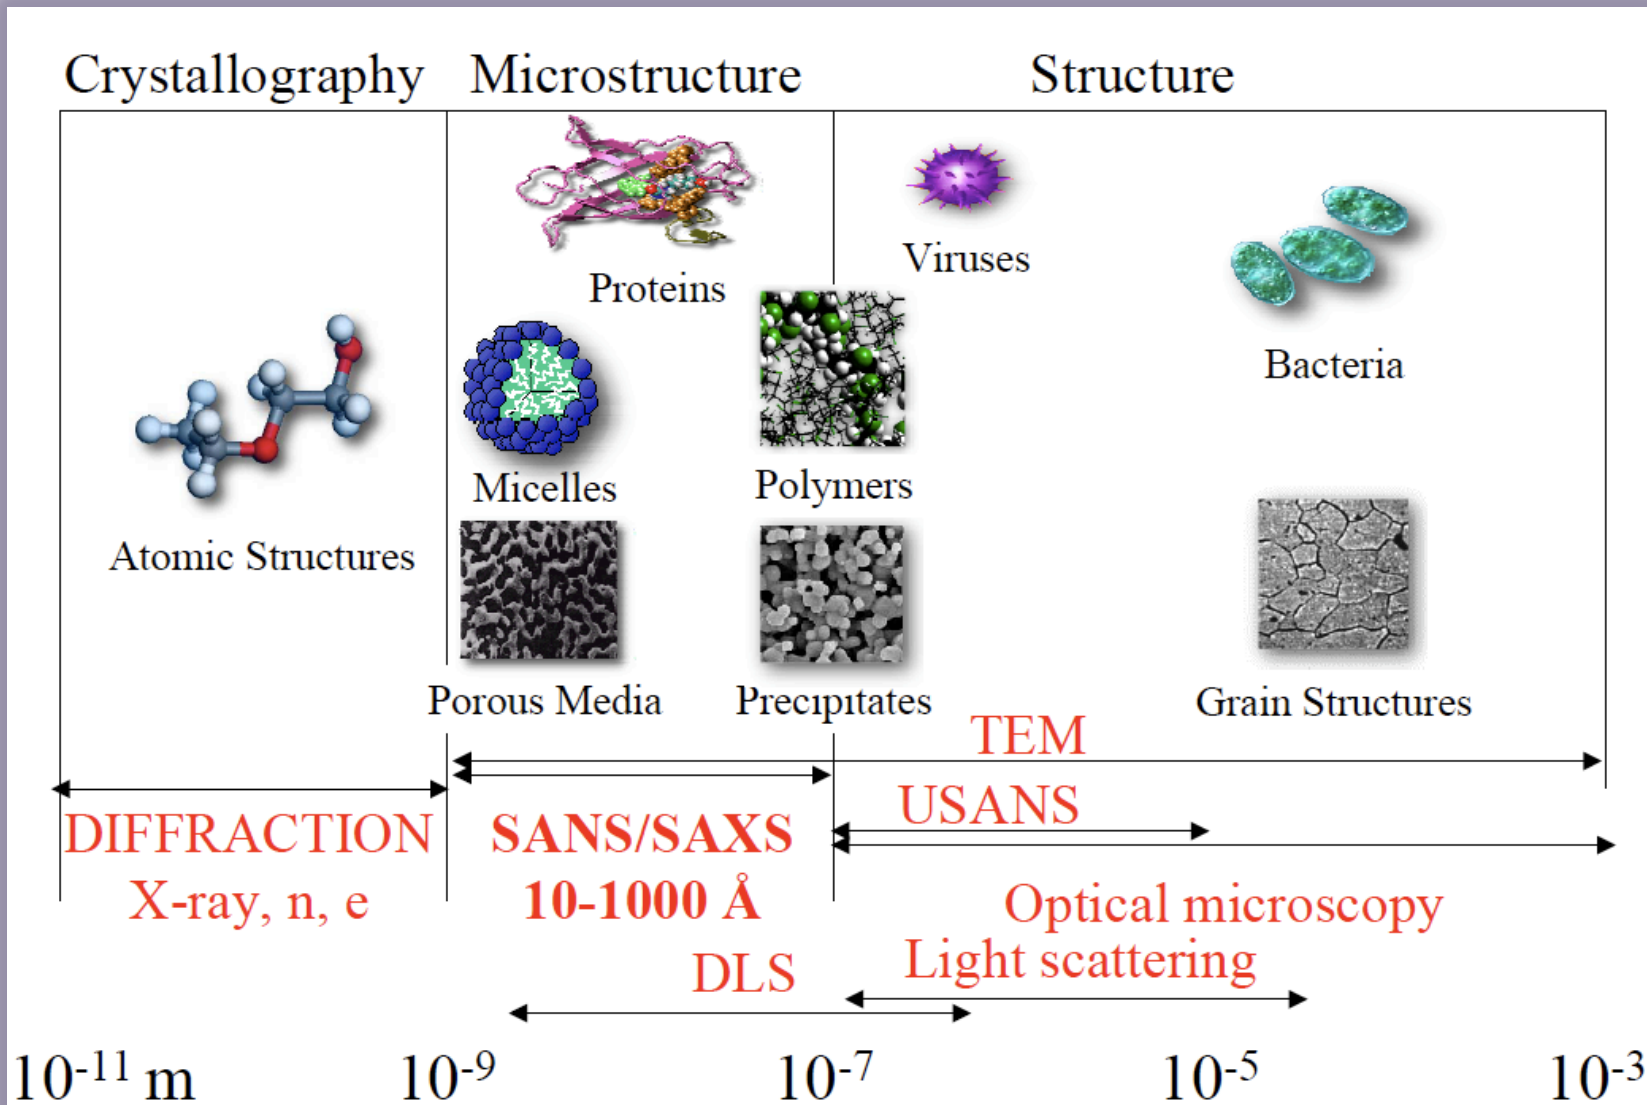 Crystallography Microstructure Structure
Proteins
Viruses
Bacteria
Micelles
Polymers
Atomic Structures
Porous Media
Precipitates
Grain Structures
TEM
DIFFRACTION
X-ray, n, e
SANS/SAXS
10-1000 Å
USANS
Optical microscopy
Light scattering
DLS
10⁻¹¹ m 10⁻⁹ 10⁻⁷ 10⁻⁵ 10⁻³